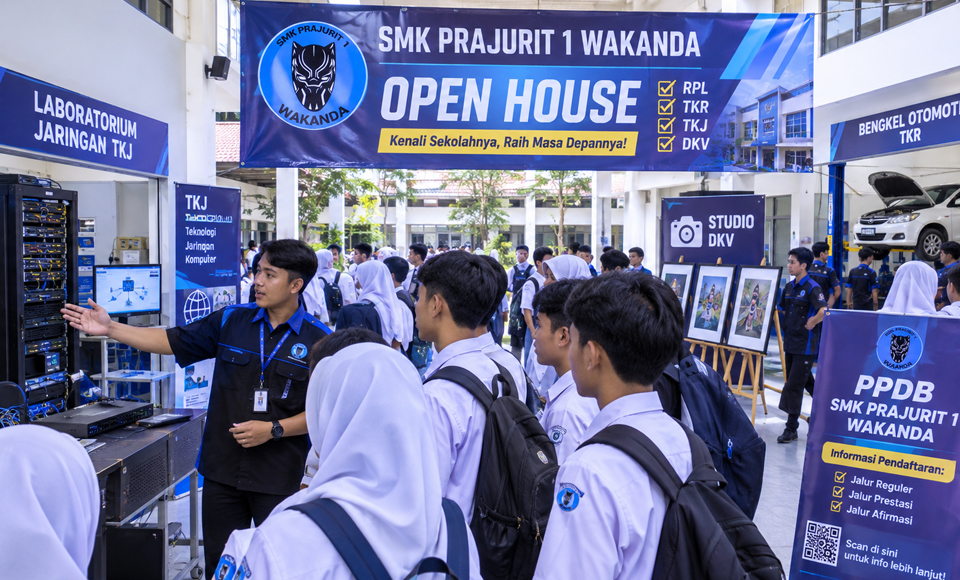 SMK PRAJURIT 1
WAKANDA
SMK PRAJURIT 1 WAKANDA
OPEN HOUSE
Kenali Sekolahnya, Raih Masa Depannya!
RPL
TKR
TKJ
DKV
LABORATORIUM
JARINGAN TKJ
BENGKEL OTOMOTI
TKR
TKJ
Teknologi
Jaringan
Komputer
STUDIO
DKV
PPDB
SMK PRAJURIT 1
WAKANDA
Informasi Pendaftaran:
Jalur Reguler
Jalur Prestasi
Jalur Afirmasi
Scan di sini
untuk info lebih lanjut!